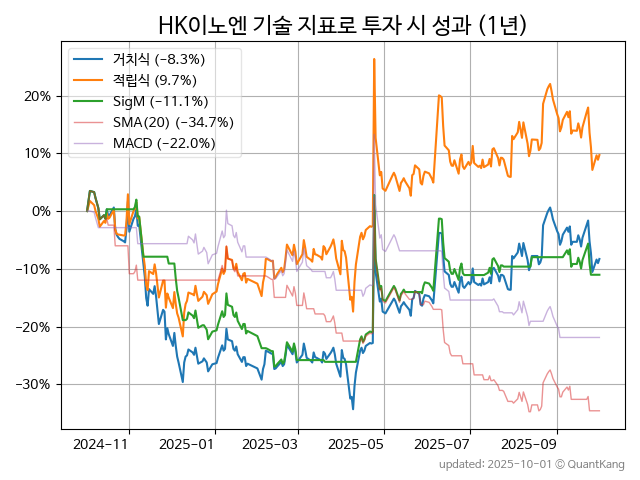 HK이노엔 기술 지표로 투자 시 성과 (1년)
거치식 (−8.3%)
적립식 (9.7%)
SigM (−11.1%)
SMA(20) (−34.7%)
MACD (−22.0%)
20%
10%
0%
−10%
−20%
−30%
2024-11
2025-01
2025-03
2025-05
2025-07
2025-09
updated: 2025-10-01 © QuantKang